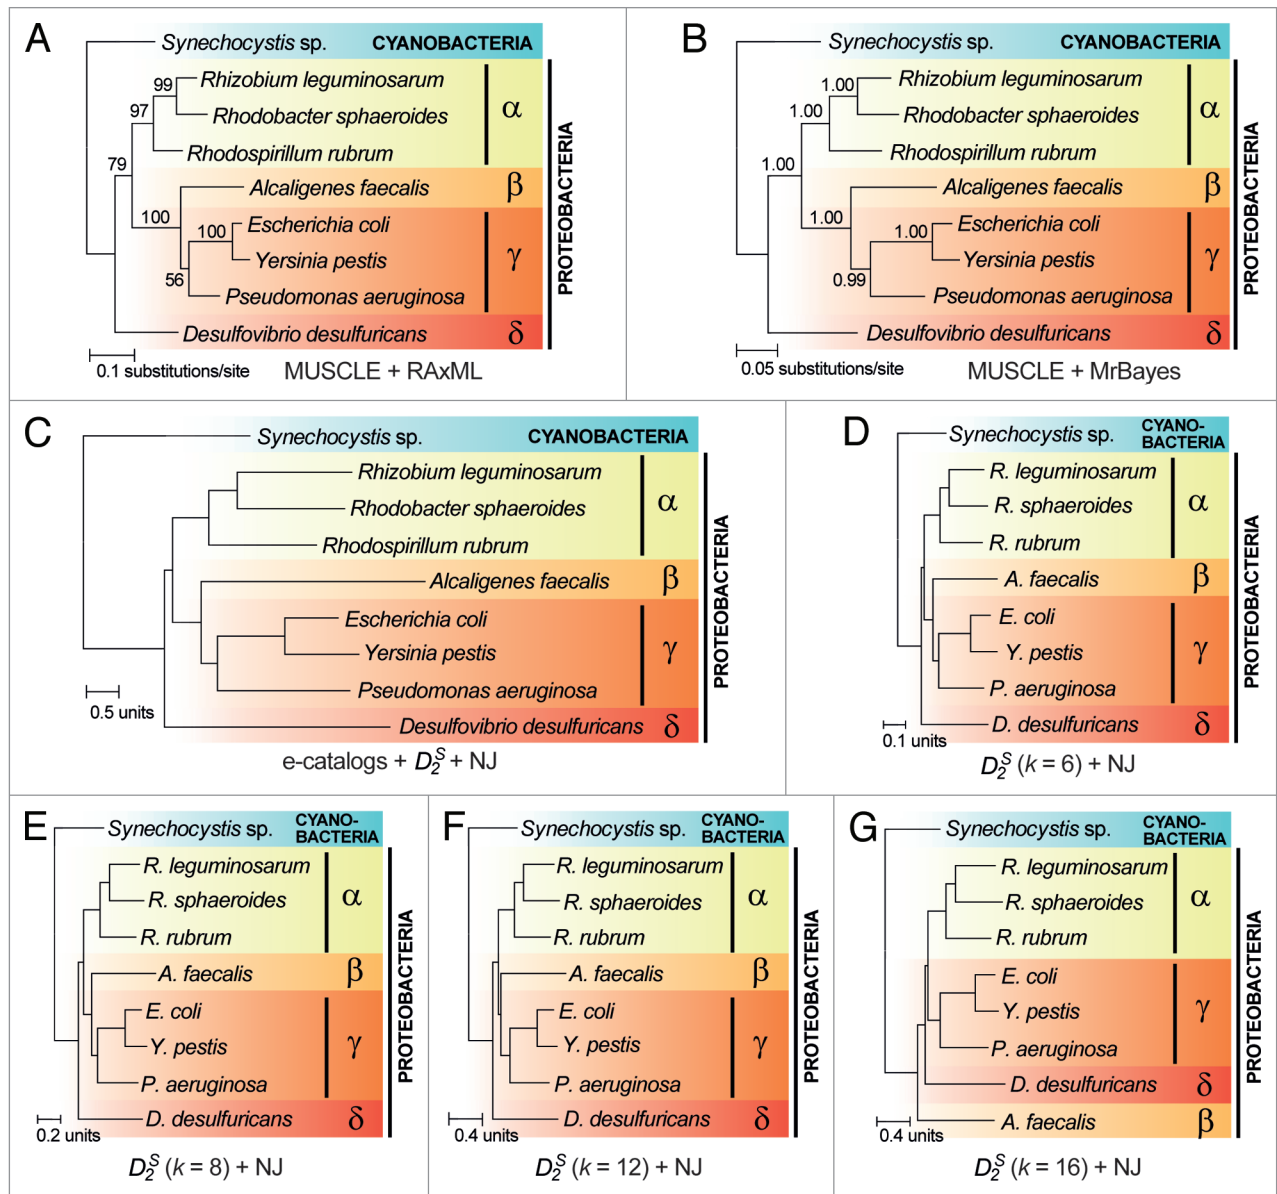 A
Synechocystis sp. CYANOBACTERIA
99 Rhizobium leguminosarum
97 Rhodobacter sphaeroides α
Rhodospirillum rubrum
79
Alcaligenes faecalis β
100 Escherichia coli
100 Yersinia pestis γ
56 Pseudomonas aeruginosa
Desulfovibrio desulfuricans δ
PROTEOBACTERIA
0.1 substitutions/site MUSCLE + RAxML
B
Synechocystis sp. CYANOBACTERIA
1.00 Rhizobium leguminosarum
1.00 Rhodobacter sphaeroides α
Rhodospirillum rubrum
1.00
Alcaligenes faecalis β
1.00 Escherichia coli
1.00 Yersinia pestis γ
0.99 Pseudomonas aeruginosa
Desulfovibrio desulfuricans δ
PROTEOBACTERIA
0.05 substitutions/site MUSCLE + MrBayes
C
Synechocystis sp. CYANOBACTERIA
Rhizobium leguminosarum
Rhodobacter sphaeroides α
Rhodospirillum rubrum
Alcaligenes faecalis β
Escherichia coli
Yersinia pestis γ
Pseudomonas aeruginosa
Desulfovibrio desulfuricans δ
PROTEOBACTERIA
0.5 units
e-catalogs + D₂ˢ + NJ
D
Synechocystis sp. CYANO-
BACTERIA
R. leguminosarum
R. sphaeroides α
R. rubrum
A. faecalis β
E. coli
Y. pestis γ
P. aeruginosa
D. desulfuricans δ
PROTEOBACTERIA
0.1 units
D₂ˢ (k = 6) + NJ
E
Synechocystis sp. CYANO-
BACTERIA
R. leguminosarum
R. sphaeroides α
R. rubrum
A. faecalis β
E. coli
Y. pestis γ
P. aeruginosa
D. desulfuricans δ
PROTEOBACTERIA
0.2 units
D₂ˢ (k = 8) + NJ
F
Synechocystis sp. CYANO-
BACTERIA
R. leguminosarum
R. sphaeroides α
R. rubrum
A. faecalis β
E. coli
Y. pestis γ
P. aeruginosa
D. desulfuricans δ
PROTEOBACTERIA
0.4 units
D₂ˢ (k = 12) + NJ
G
Synechocystis sp. CYANO-
BACTERIA
R. leguminosarum
R. sphaeroides α
R. rubrum
E. coli
Y. pestis γ
P. aeruginosa
D. desulfuricans δ
A. faecalis β
PROTEOBACTERIA
0.4 units
D₂ˢ (k = 16) + NJ